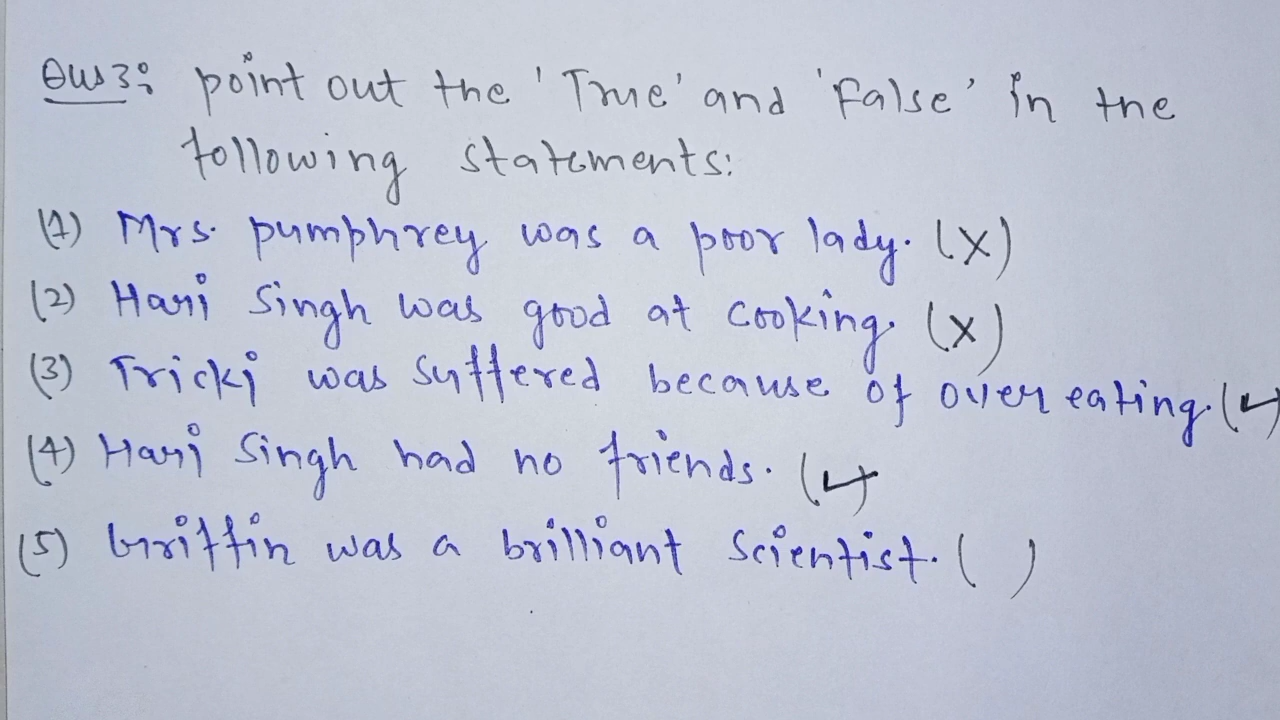 Qus 3: point out the 'True' and 'False' in the
following statements:
(1) Mrs. pumphrey was a poor lady. (X)
(2) Hari Singh was good at cooking. (X)
(3) Tricki was suffered because of over eating. (✓)
(4) Hari Singh had no friends. (✓)
(5) Griffin was a brilliant Scientist. ( )